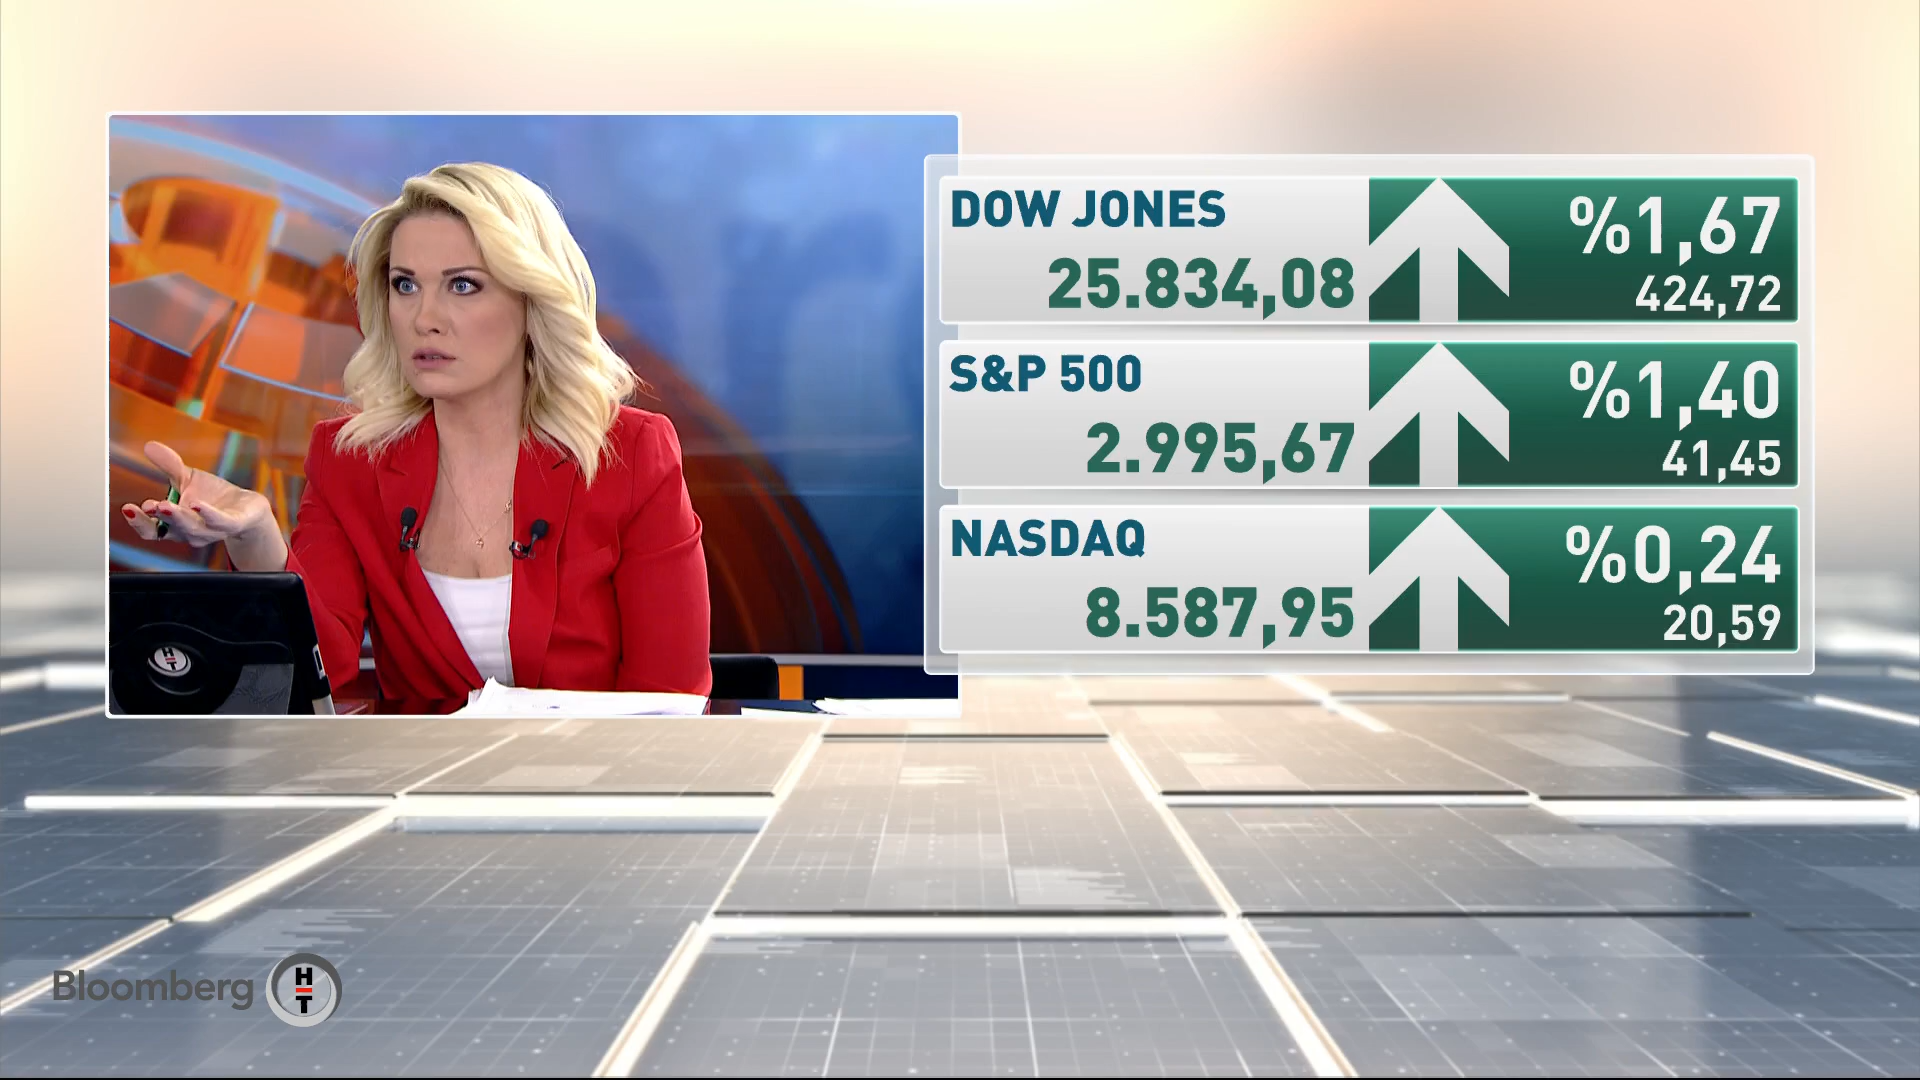 DOW JONES
25.834,08
%1,67
424,72
S&P 500
2.995,67
%1,40
41,45
NASDAQ
8.587,95
%0,24
20,59
HT
Bloomberg HT